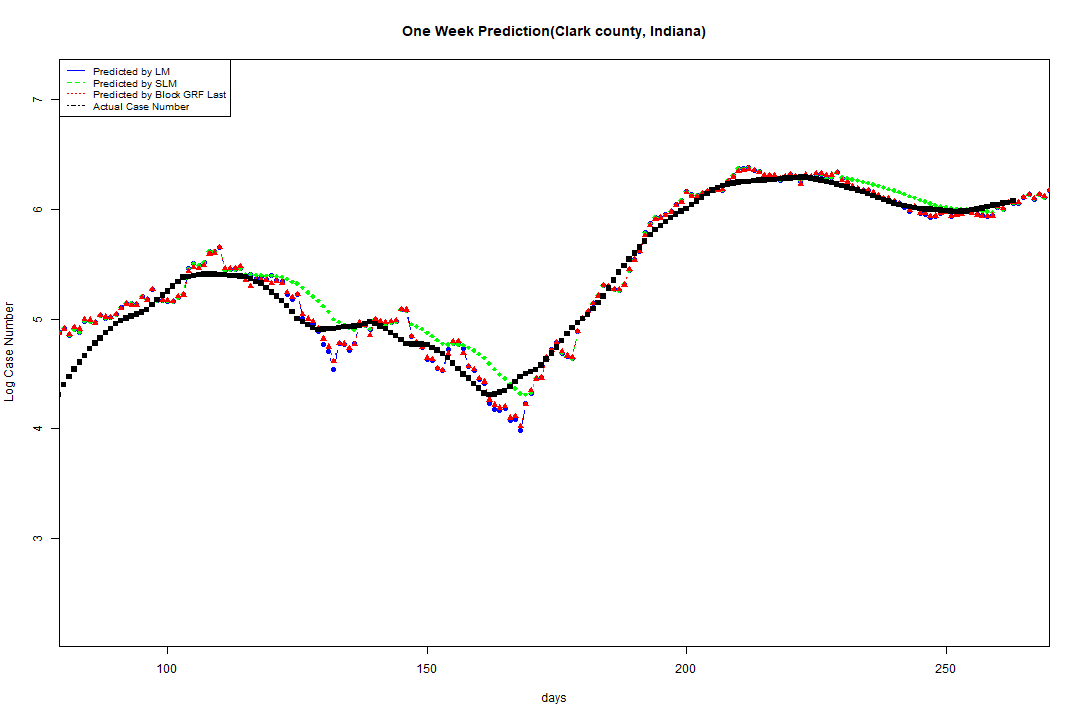 One Week Prediction(Clark county, Indiana)
Predicted by LM
Predicted by SLM
Predicted by Block GRF Last
Actual Case Number
7
6
5
4
3
Log Case Number
100 150 200 250
days